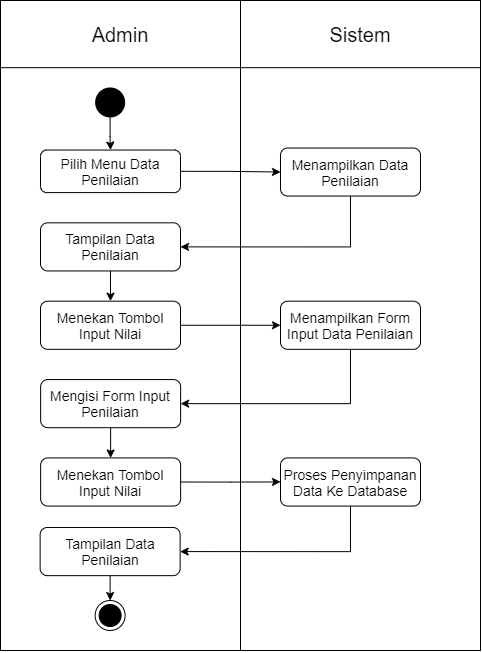 Admin
Sistem
Pilih Menu Data
Penilaian
Menampilkan Data
Penilaian
Tampilan Data
Penilaian
Menekan Tombol
Input Nilai
Menampilkan Form
Input Data Penilaian
Mengisi Form Input
Penilaian
Menekan Tombol
Input Nilai
Proses Penyimpanan
Data Ke Database
Tampilan Data
Penilaian